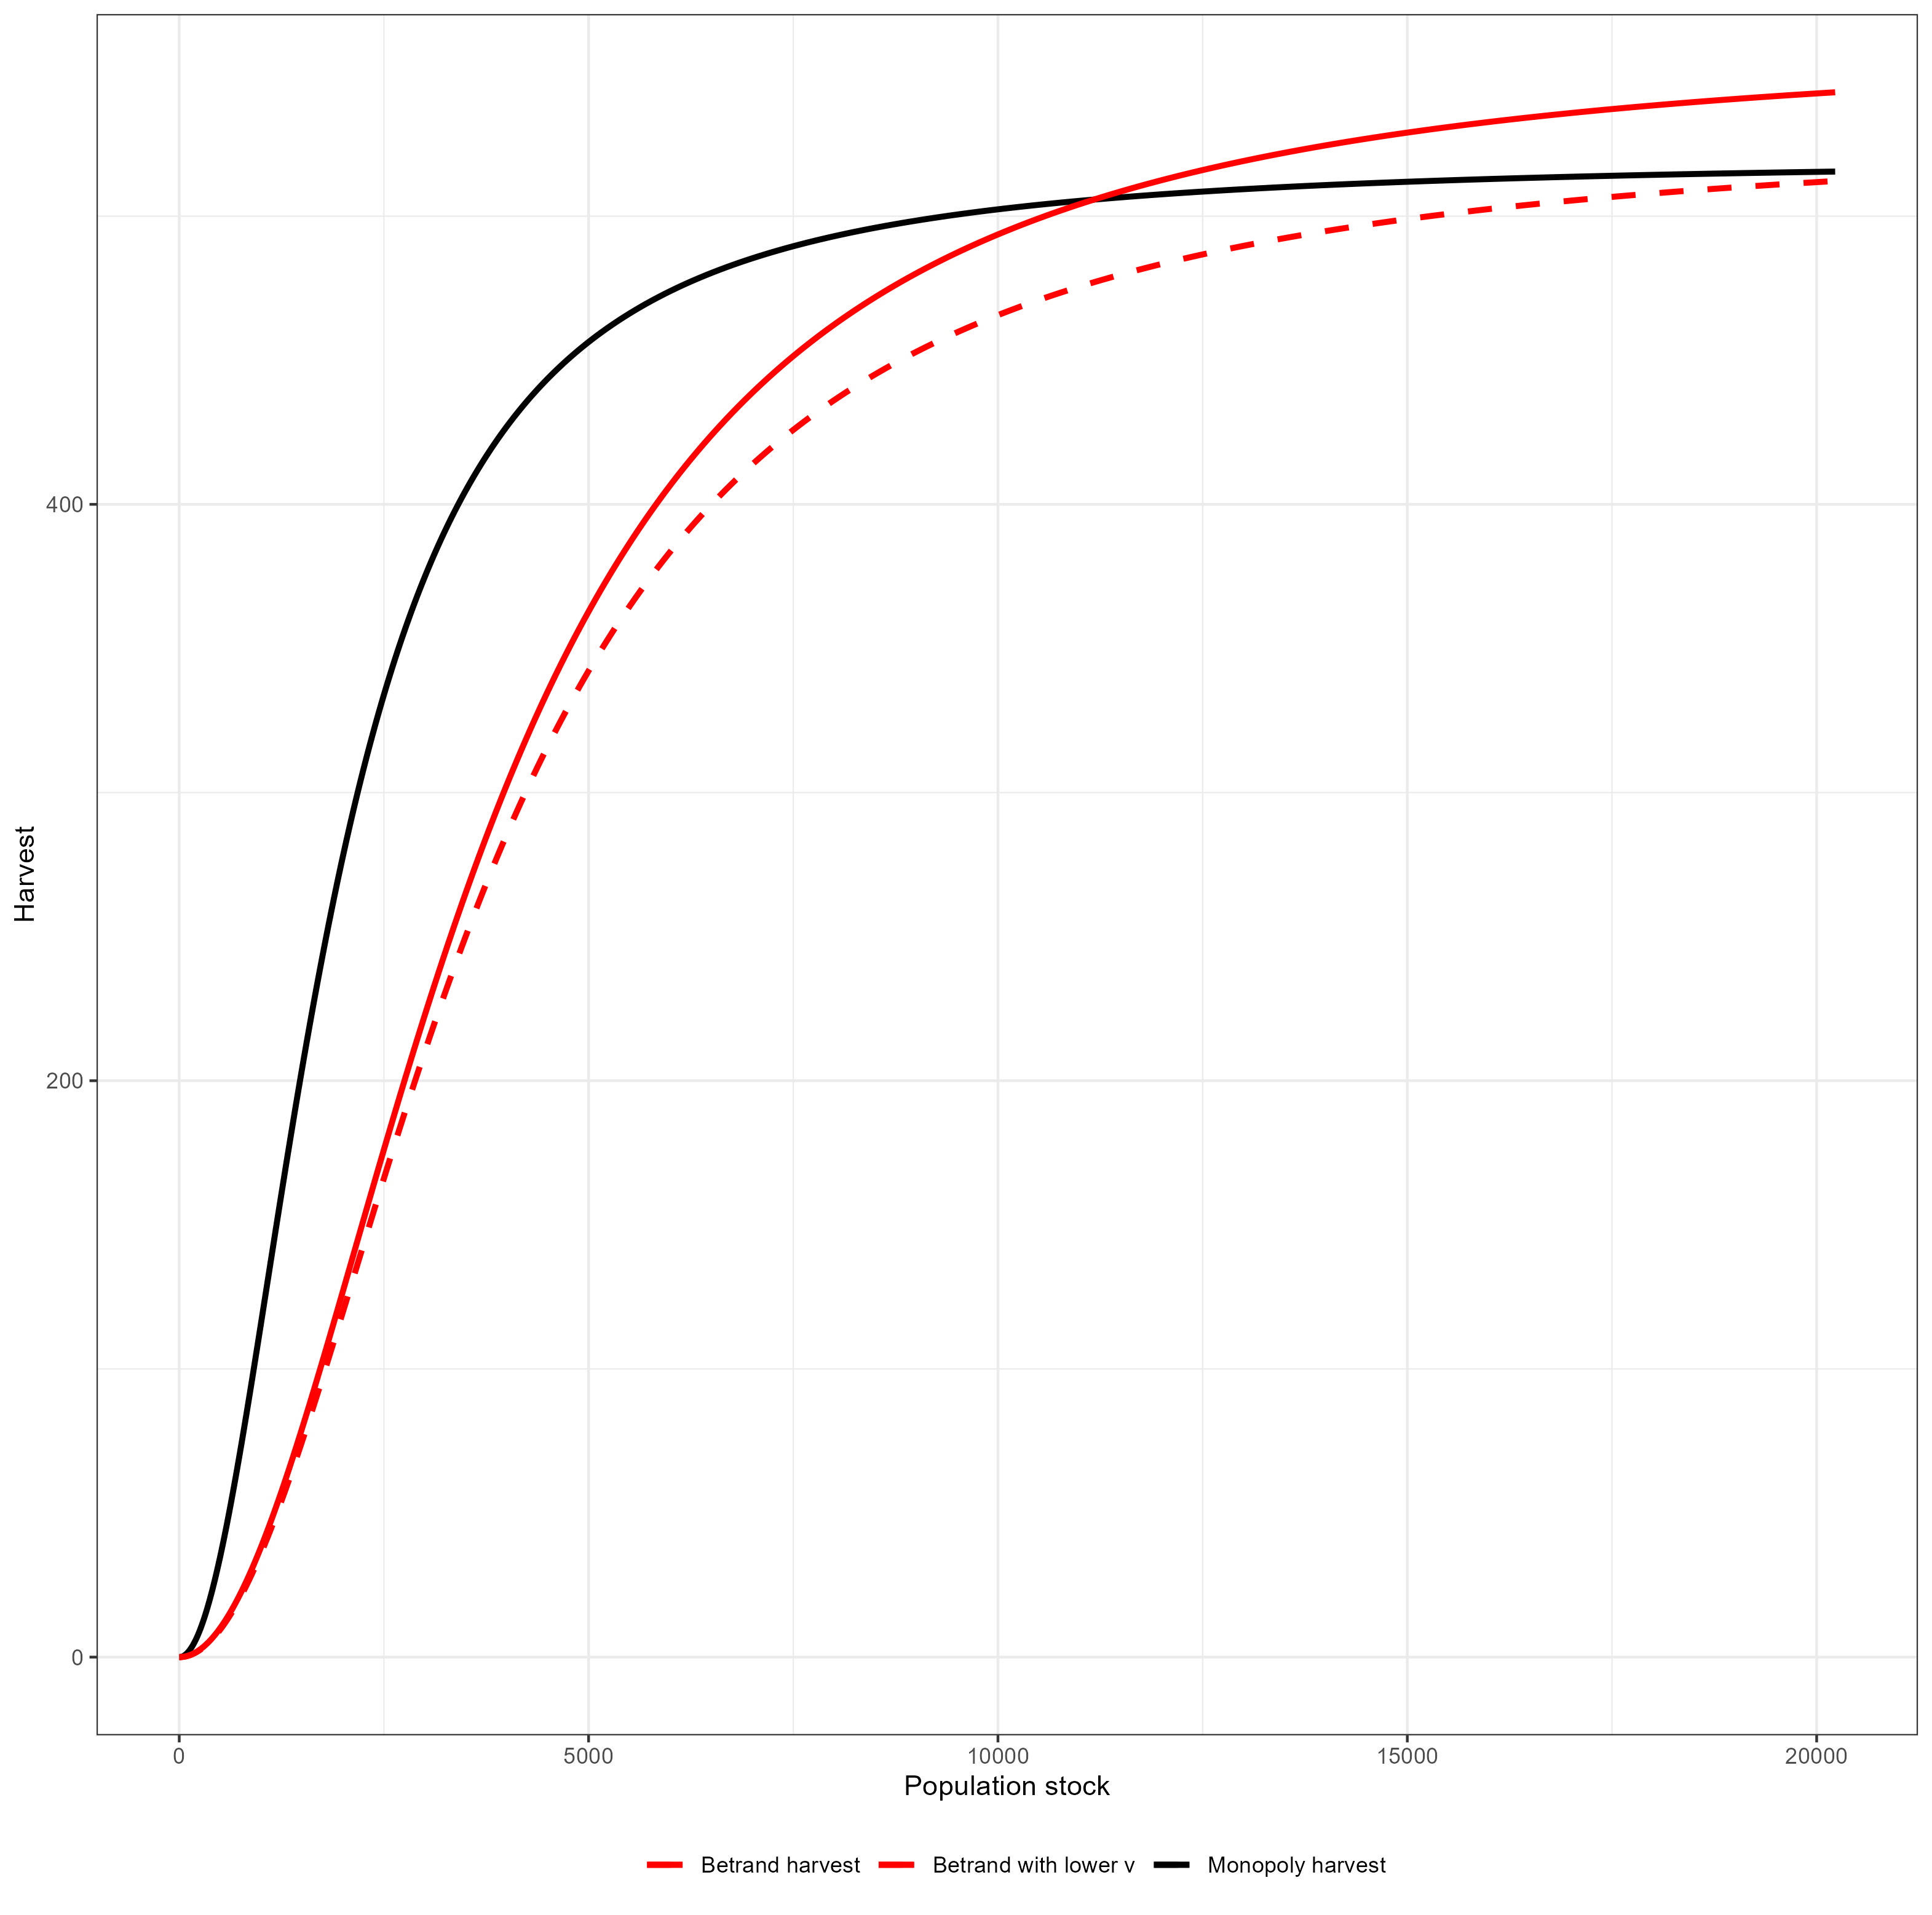 Harvest
400
200
0
0 5000 10000 15000 20000
Population stock
Betrand harvest Betrand with lower v Monopoly harvest